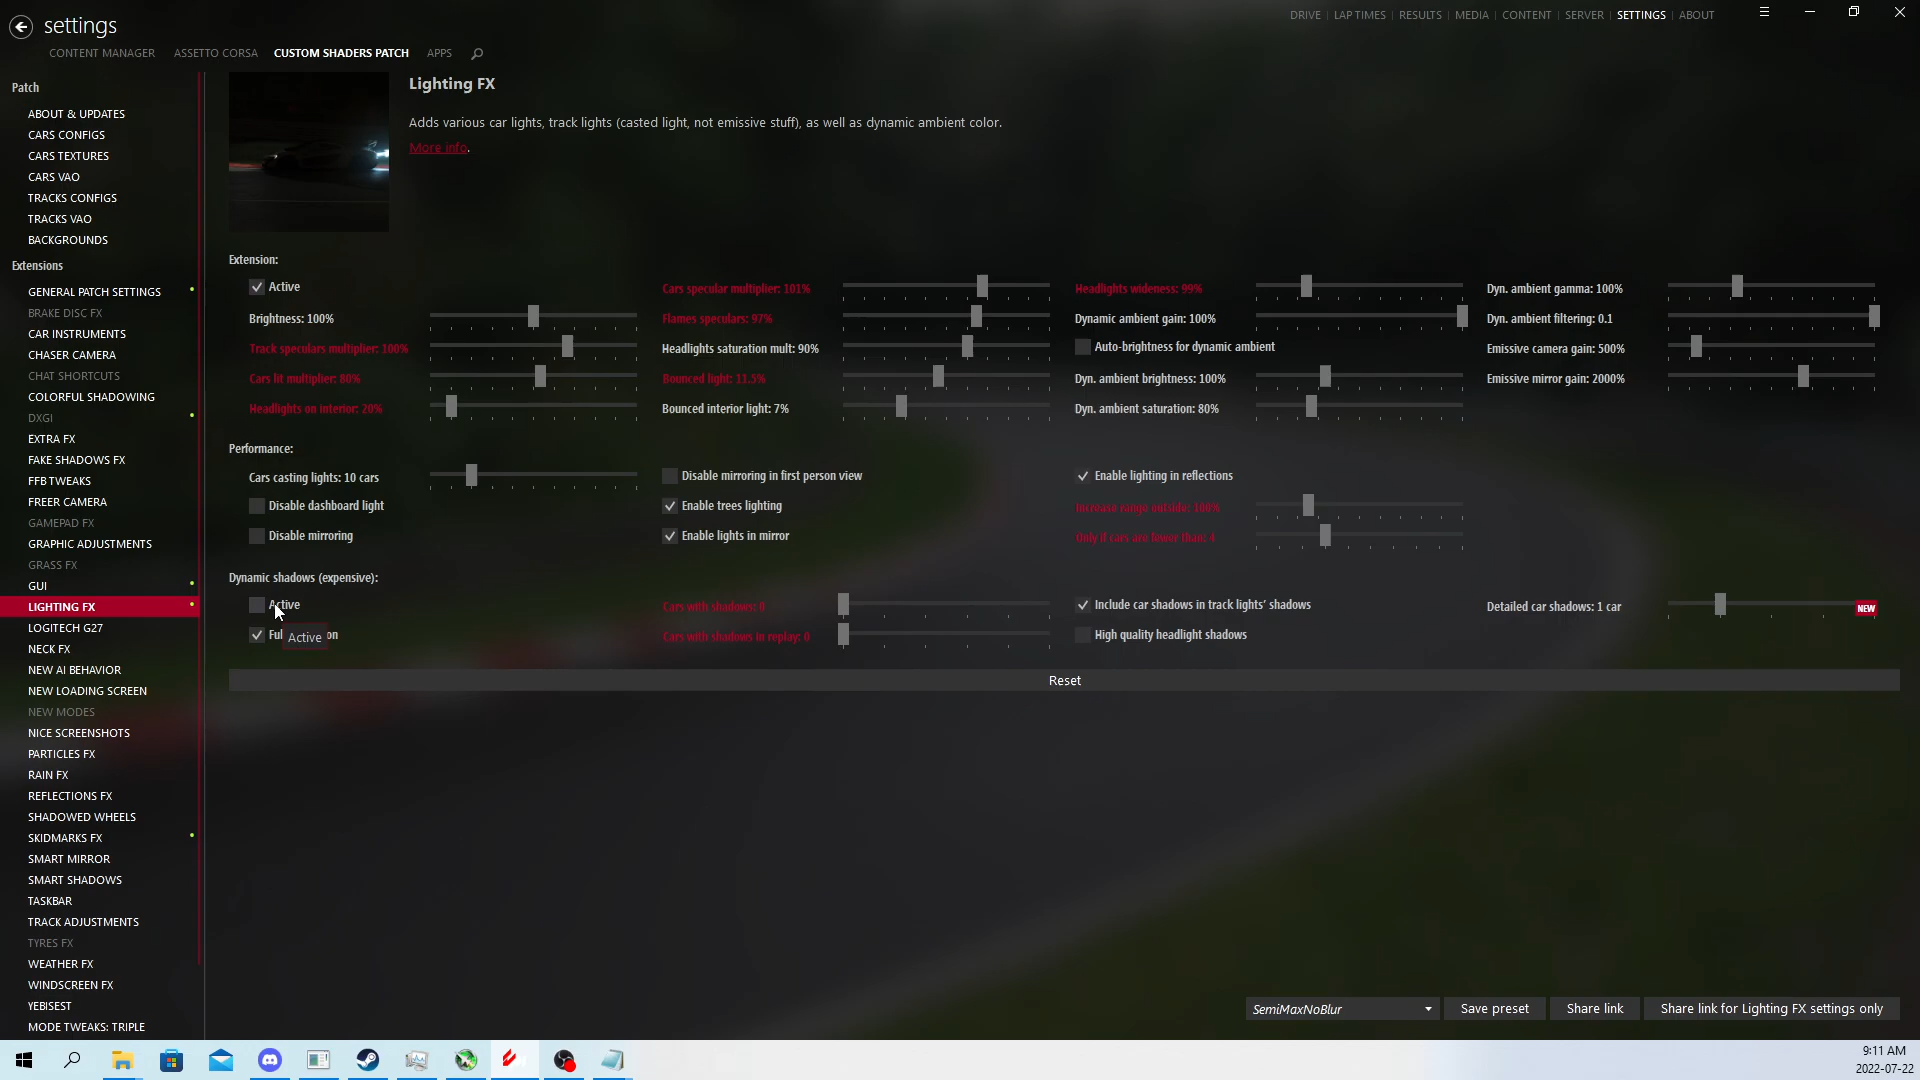 settings
DRIVE | LAP TIMES | RESULTS | MEDIA | CONTENT | SERVER | SETTINGS | ABOUT
CONTENT MANAGER ASSETTO CORSA CUSTOM SHADERS PATCH APPS
Patch
ABOUT & UPDATES
CARS CONFIGS
CARS TEXTURES
CARS VAO
TRACKS CONFIGS
TRACKS VAO
BACKGROUNDS
Extensions
GENERAL PATCH SETTINGS
BRAKE DISC FX
CAR INSTRUMENTS
CHASER CAMERA
CHAT SHORTCUTS
COLORFUL SHADOWING
DXGI
EXTRA FX
FAKE SHADOWS FX
FFB TWEAKS
FREER CAMERA
GAMEPAD FX
GRAPHIC ADJUSTMENTS
GRASS FX
GUI
LIGHTING FX
LOGITECH G27
NECK FX
NEW AI BEHAVIOR
NEW LOADING SCREEN
NEW MODES
NICE SCREENSHOTS
PARTICLES FX
RAIN FX
REFLECTIONS FX
SHADOWED WHEELS
SKIDMARKS FX
SMART MIRROR
SMART SHADOWS
TASKBAR
TRACK ADJUSTMENTS
TYRES FX
WEATHER FX
WINDSCREEN FX
YEBISEST
MODE TWEAKS: TRIPLE
Lighting FX
Adds various car lights, track lights (casted light, not emissive stuff), as well as dynamic ambient color.
More info.
Extension:
Active
Brightness: 100%
Track speculars multiplier: 100%
Cars lit multiplier: 80%
Headlights on interior: 20%
Cars specular multiplier: 101%
Flames speculars: 97%
Headlights saturation mult: 90%
Bounced light: 11.5%
Bounced interior light: 7%
Headlights wideness: 99%
Dynamic ambient gain: 100%
Auto-brightness for dynamic ambient
Dyn. ambient brightness: 100%
Dyn. ambient saturation: 80%
Dyn. ambient gamma: 100%
Dyn. ambient filtering: 0.1
Emissive camera gain: 500%
Emissive mirror gain: 2000%
Performance:
Cars casting lights: 10 cars
Disable dashboard light
Disable mirroring
Disable mirroring in first person view
Enable trees lighting
Enable lights in mirror
Enable lighting in reflections
Increase range outside: 100%
Only if cars are fewer than: 4
Dynamic shadows (expensive):
Active
Active
Cars with shadows: 0
Cars with shadows in replay: 0
Include car shadows in track lights' shadows
High quality headlight shadows
Detailed car shadows: 1 car
NEW
Reset
SemiMaxNoBlur
Save preset
Share link
Share link for Lighting FX settings only
9:11 AM
2022-07-22